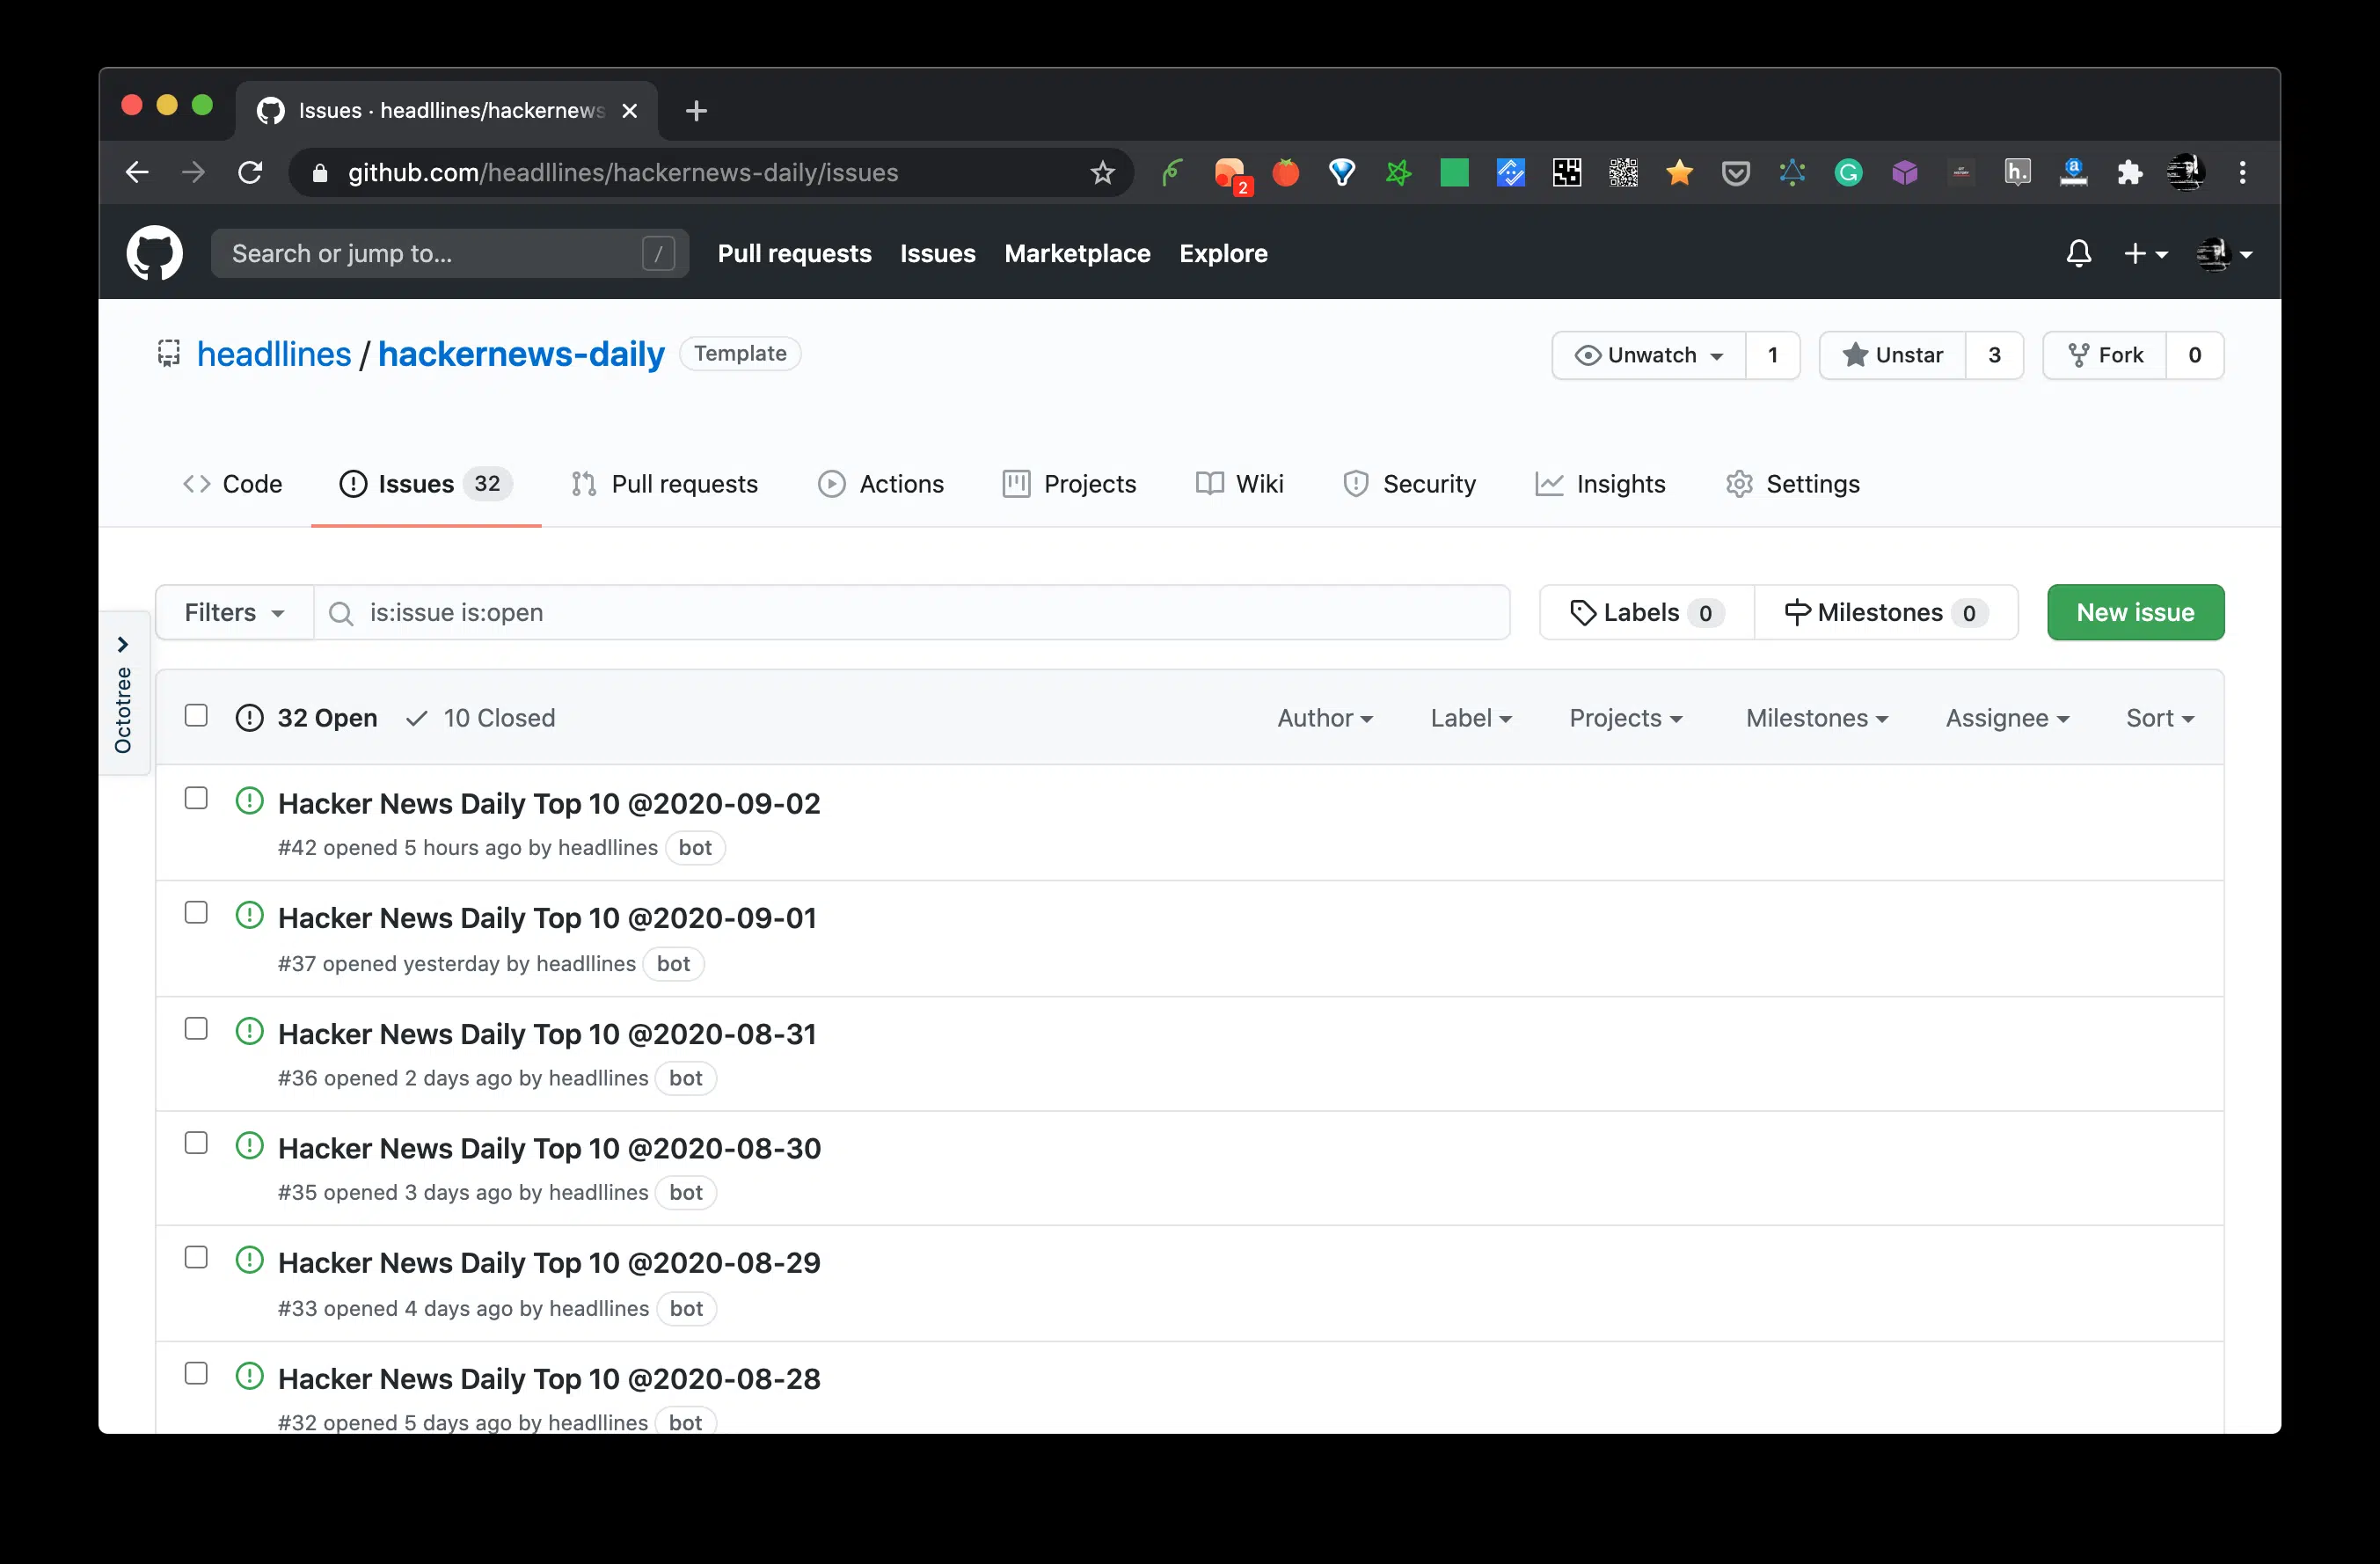 Issues · headllines/hackernews
github.com/headllines/hackernews-daily/issues
2
G
h.
a
Search or jump to...
/
Pull requests
Issues
Marketplace
Explore
headllines / hackernews-daily
Template
Unwatch 1
Unstar 3
Fork 0
Code
Issues 32
Pull requests
Actions
Projects
Wiki
Security
Insights
Settings
Octotree
Filters
is:issue is:open
Labels 0
Milestones 0
New issue
32 Open
10 Closed
Author
Label
Projects
Milestones
Assignee
Sort
Hacker News Daily Top 10 @2020-09-02
#42 opened 5 hours ago by headllines bot
Hacker News Daily Top 10 @2020-09-01
#37 opened yesterday by headllines bot
Hacker News Daily Top 10 @2020-08-31
#36 opened 2 days ago by headllines bot
Hacker News Daily Top 10 @2020-08-30
#35 opened 3 days ago by headllines bot
Hacker News Daily Top 10 @2020-08-29
#33 opened 4 days ago by headllines bot
Hacker News Daily Top 10 @2020-08-28
#32 opened 5 days ago by headllines bot